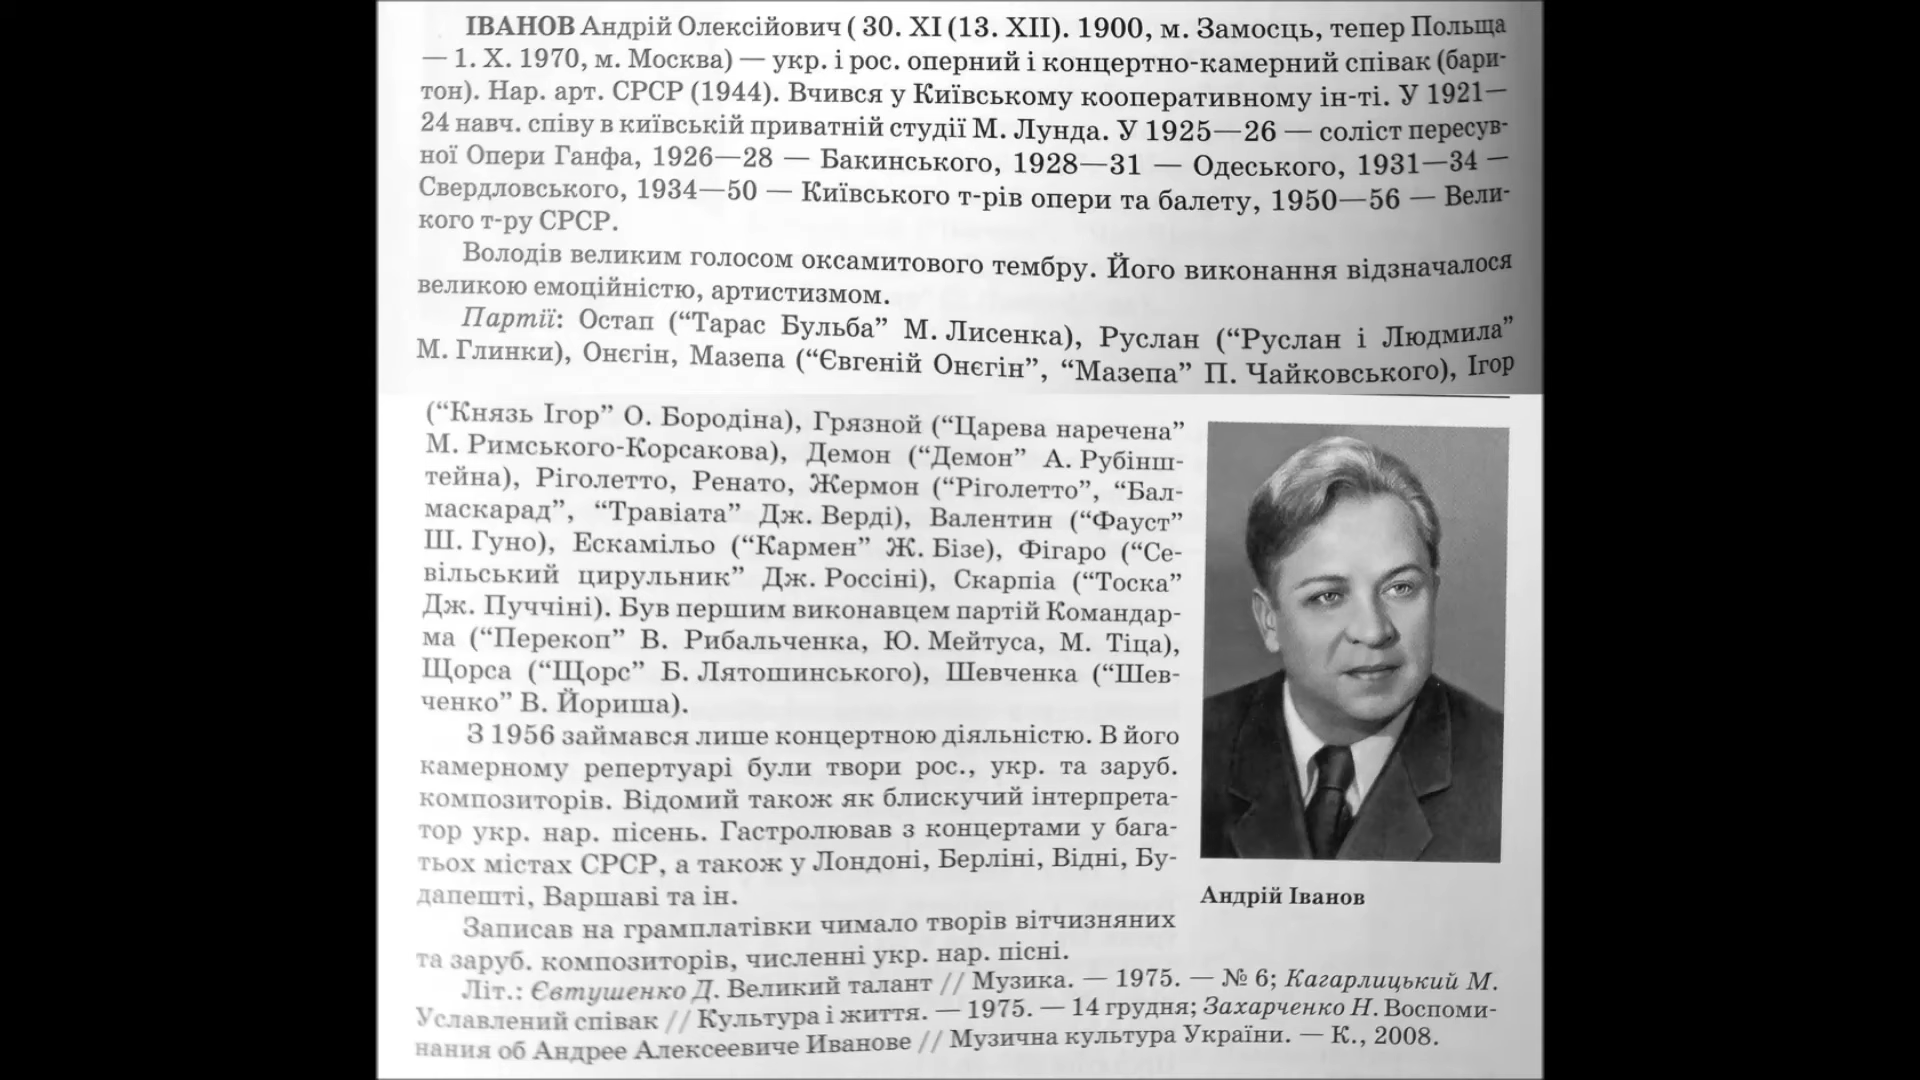 ІВАНОВ Андрій Олексійович ( 30. XI (13. XII). 1900, м. Замосць, тепер Польща
— 1. X. 1970, м. Москва) — укр. і рос. оперний і концертно-камерний співак (бари-
тон). Нар. арт. СРСР (1944). Вчився у Київському кооперативному ін-ті. У 1921—
24 навч. співу в київській приватній студії М. Лунда. У 1925—26 — соліст пересув-
ної Опери Ганфа, 1926—28 — Бакинського, 1928—31 — Одеського, 1931—34 —
Свердловського, 1934—50 — Київського т-рів опери та балету, 1950—56 — Вели-
кого т-ру СРСР.
Володів великим голосом оксамитового тембру. Його виконання відзначалося
великою емоційністю, артистизмом.
Партії: Остап (“Тарас Бульба” М. Лисенка), Руслан (“Руслан і Людмила”
М. Глинки), Онєгін, Мазепа (“Євгеній Онєгін”, “Мазепа” П. Чайковського), Ігор
(“Князь Ігор” О. Бородіна), Грязной (“Царева наречена”
М. Римського-Корсакова), Демон (“Демон” А. Рубінш-
тейна), Ріголетто, Ренато, Жермон (“Ріголетто”, “Бал-
маскарад”, “Травіата” Дж. Верді), Валентин (“Фауст”
Ш. Гуно), Ескамільо (“Кармен” Ж. Бізе), Фігаро (“Се-
вільський цирульник” Дж. Россіні), Скарпіа (“Тоска”
Дж. Пуччіні). Був першим виконавцем партій Командар-
ма (“Перекоп” В. Рибальченка, Ю. Мейтуса, М. Тіца),
Щорса (“Щорс” Б. Лятошинського), Шевченка (“Шев-
ченко” В. Йориша).
З 1956 займався лише концертною діяльністю. В його
камерному репертуарі були твори рос., укр. та заруб.
композиторів. Відомий також як блискучий інтерпрета-
тор укр. нар. пісень. Гастролював з концертами у бага-
тьох містах СРСР, а також у Лондоні, Берліні, Відні, Бу-
дапешті, Варшаві та ін.
Записав на грамплатівки чимало творів вітчизняних
та заруб. композиторів, численні укр. нар. пісні.
Літ.: Євтушенко Д. Великий талант // Музика. — 1975. — № 6; Кагарлицький М.
Уславлений співак // Культура і життя. — 1975. — 14 грудня; Захарченко Н. Воспоми-
нания об Андрее Алексеевиче Иванове // Музична культура України. — К., 2008.
Андрій Іванов